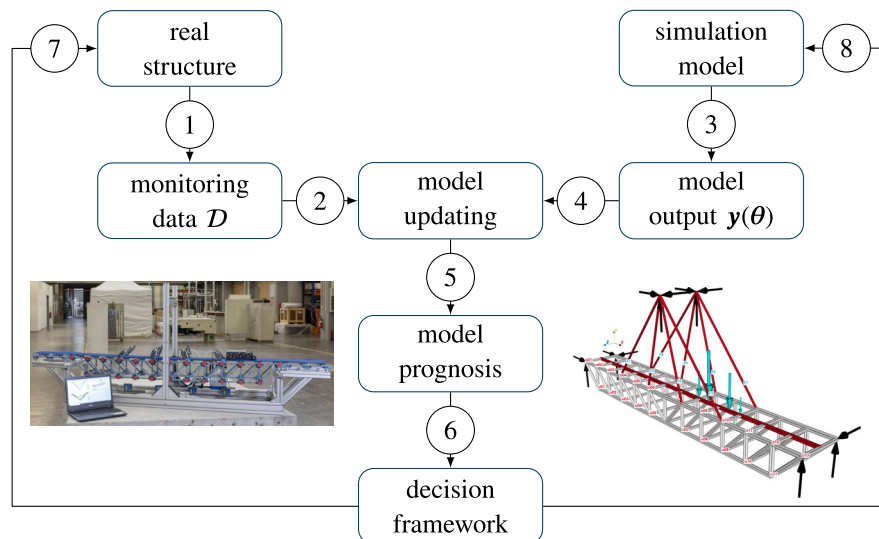 7
real
structure
simulation
model
8
1
3
monitoring
data 𝒟
2
model
updating
4
model
output y(θ)
5
model
prognosis
6
decision
framework